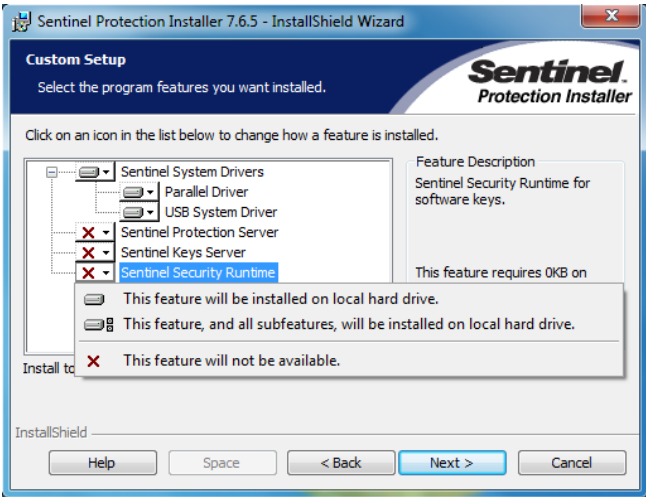 Sentinel Protection Installer 7.6.5 - InstallShield Wizard
Custom Setup
Select the program features you want installed.
Sentinel.
Protection Installer
Click on an icon in the list below to change how a feature is installed.
Sentinel System Drivers
Parallel Driver
USB System Driver
Sentinel Protection Server
Sentinel Keys Server
Sentinel Security Runtime
Feature Description
Sentinel Security Runtime for
software keys.
This feature requires 0KB on
This feature will be installed on local hard drive.
This feature, and all subfeatures, will be installed on local hard drive.
This feature will not be available.
Install to
InstallShield
Help
Space
< Back
Next >
Cancel